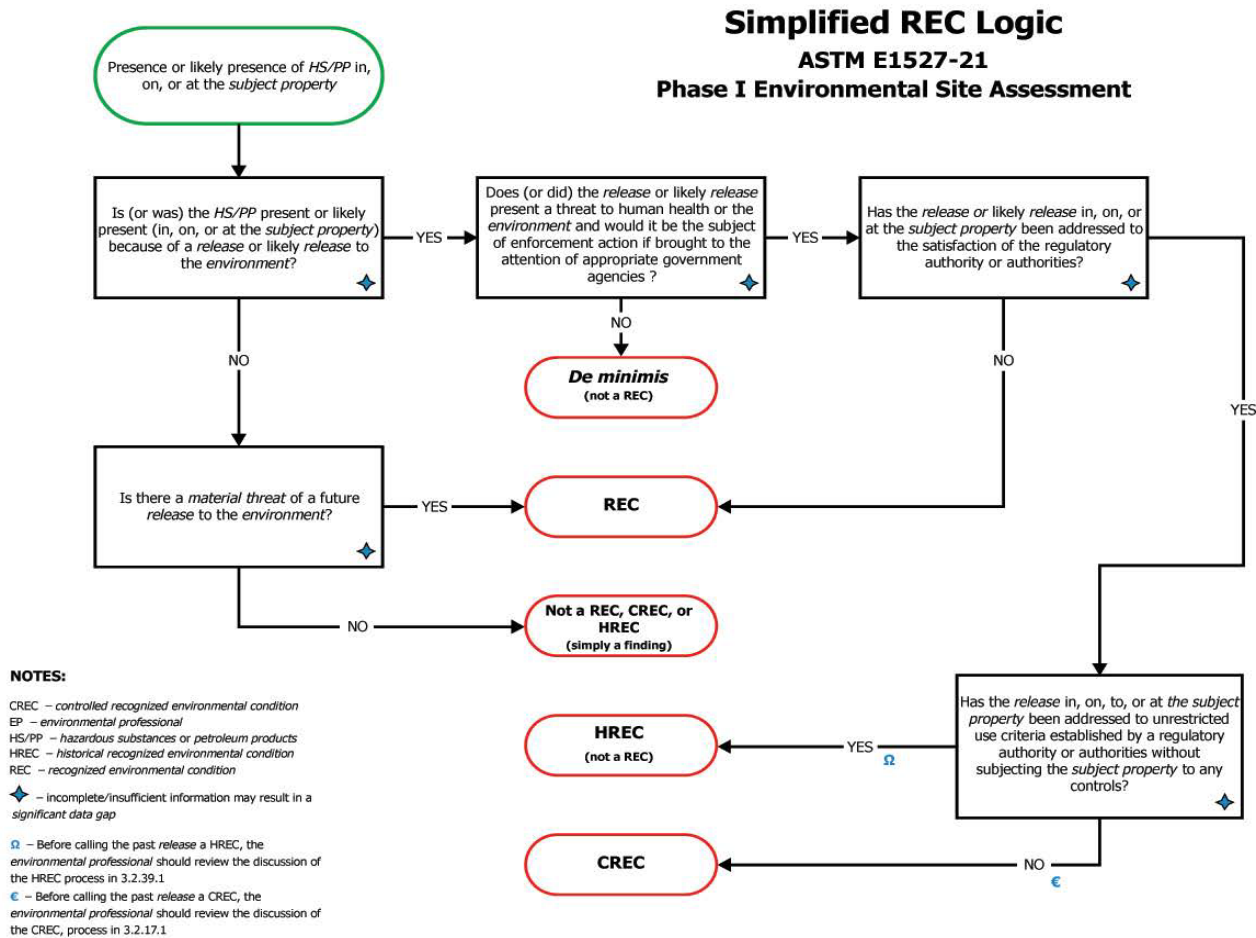 Simplified REC Logic
ASTM E1527-21
Phase I Environmental Site Assessment
Presence or likely presence of HS/PP in,
on, or at the subject property
Is (or was) the HS/PP present or likely
present (in, on, or at the subject property)
because of a release or likely release to
the environment?
YES
Does (or did) the release or likely release
present a threat to human health or the
environment and would it be the subject
of enforcement action if brought to the
attention of appropriate government
agencies ?
YES
Has the release or likely release in, on, or
at the subject property been addressed to
the satisfaction of the regulatory
authority or authorities?
NO
NO
NO
YES
De minimis
(not a REC)
Is there a material threat of a future
release to the environment?
YES
REC
NO
Not a REC, CREC, or
HREC
(simply a finding)
Has the release in, on, to, or at the subject
property been addressed to unrestricted
use criteria established by a regulatory
authority or authorities without
subjecting the subject property to any
controls?
YES
Ω
HREC
(not a REC)
NO
€
CREC
NOTES:
CREC – controlled recognized environmental condition
EP – environmental professional
HS/PP – hazardous substances or petroleum products
HREC – historical recognized environmental condition
REC – recognized environmental condition
– incomplete/insufficient information may result in a
significant data gap
Ω – Before calling the past release a HREC, the
environmental professional should review the discussion of
the HREC process in 3.2.39.1
€ – Before calling the past release a CREC, the
environmental professional should review the discussion of
the CREC, process in 3.2.17.1